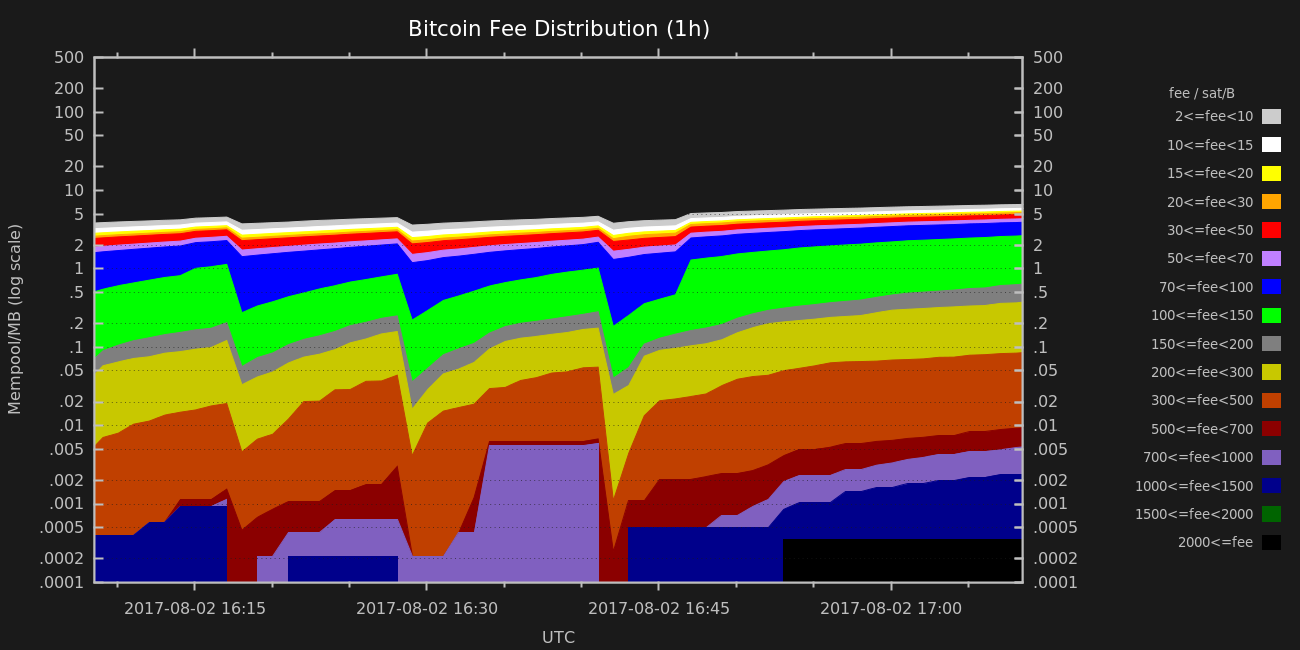 Bitcoin Fee Distribution (1h)
500
200
100
50
20
10
5
2
1
.5
.2
.1
.05
.02
.01
.005
.002
.001
.0005
.0002
.0001
Mempool/MB (log scale)
500
200
100
50
20
10
5
2
1
.5
.2
.1
.05
.02
.01
.005
.002
.001
.0005
.0002
.0001
2017-08-02 16:15
2017-08-02 16:30
2017-08-02 16:45
2017-08-02 17:00
UTC
fee / sat/B
2<=fee<10
10<=fee<15
15<=fee<20
20<=fee<30
30<=fee<50
50<=fee<70
70<=fee<100
100<=fee<150
150<=fee<200
200<=fee<300
300<=fee<500
500<=fee<700
700<=fee<1000
1000<=fee<1500
1500<=fee<2000
2000<=fee